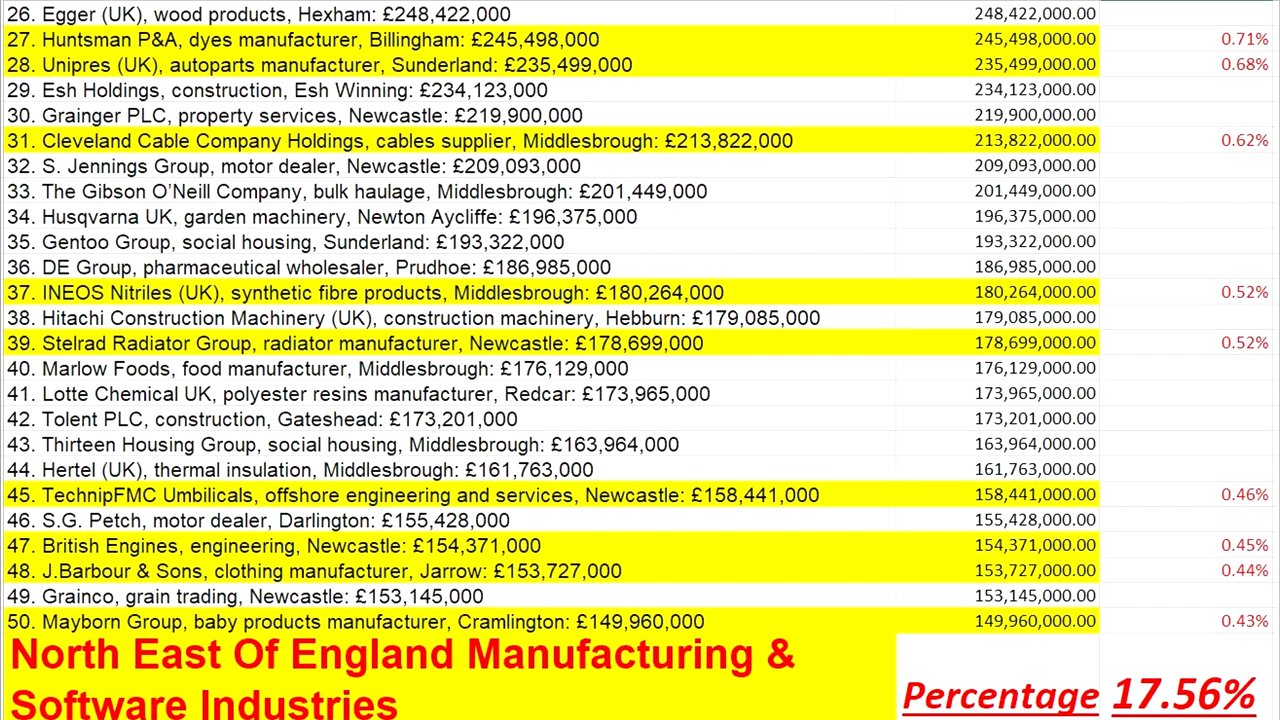 26. Egger (UK), wood products, Hexham: £248,422,000 248,422,000.00
27. Huntsman P&A, dyes manufacturer, Billingham: £245,498,000 245,498,000.00 0.71%
28. Unipres (UK), autoparts manufacturer, Sunderland: £235,499,000 235,499,000.00 0.68%
29. Esh Holdings, construction, Esh Winning: £234,123,000 234,123,000.00
30. Grainger PLC, property services, Newcastle: £219,900,000 219,900,000.00
31. Cleveland Cable Company Holdings, cables supplier, Middlesbrough: £213,822,000 213,822,000.00 0.62%
32. S. Jennings Group, motor dealer, Newcastle: £209,093,000 209,093,000.00
33. The Gibson O’Neill Company, bulk haulage, Middlesbrough: £201,449,000 201,449,000.00
34. Husqvarna UK, garden machinery, Newton Aycliffe: £196,375,000 196,375,000.00
35. Gentoo Group, social housing, Sunderland: £193,322,000 193,322,000.00
36. DE Group, pharmaceutical wholesaler, Prudhoe: £186,985,000 186,985,000.00
37. INEOS Nitriles (UK), synthetic fibre products, Middlesbrough: £180,264,000 180,264,000.00 0.52%
38. Hitachi Construction Machinery (UK), construction machinery, Hebburn: £179,085,000 179,085,000.00
39. Stelrad Radiator Group, radiator manufacturer, Newcastle: £178,699,000 178,699,000.00 0.52%
40. Marlow Foods, food manufacturer, Middlesbrough: £176,129,000 176,129,000.00
41. Lotte Chemical UK, polyester resins manufacturer, Redcar: £173,965,000 173,965,000.00
42. Tolent PLC, construction, Gateshead: £173,201,000 173,201,000.00
43. Thirteen Housing Group, social housing, Middlesbrough: £163,964,000 163,964,000.00
44. Hertel (UK), thermal insulation, Middlesbrough: £161,763,000 161,763,000.00
45. TechnipFMC Umbilicals, offshore engineering and services, Newcastle: £158,441,000 158,441,000.00 0.46%
46. S.G. Petch, motor dealer, Darlington: £155,428,000 155,428,000.00
47. British Engines, engineering, Newcastle: £154,371,000 154,371,000.00 0.45%
48. J.Barbour & Sons, clothing manufacturer, Jarrow: £153,727,000 153,727,000.00 0.44%
49. Grainco, grain trading, Newcastle: £153,145,000 153,145,000.00
50. Mayborn Group, baby products manufacturer, Cramlington: £149,960,000 149,960,000.00 0.43%
North East Of England Manufacturing &
Software Industries
Percentage 17.56%